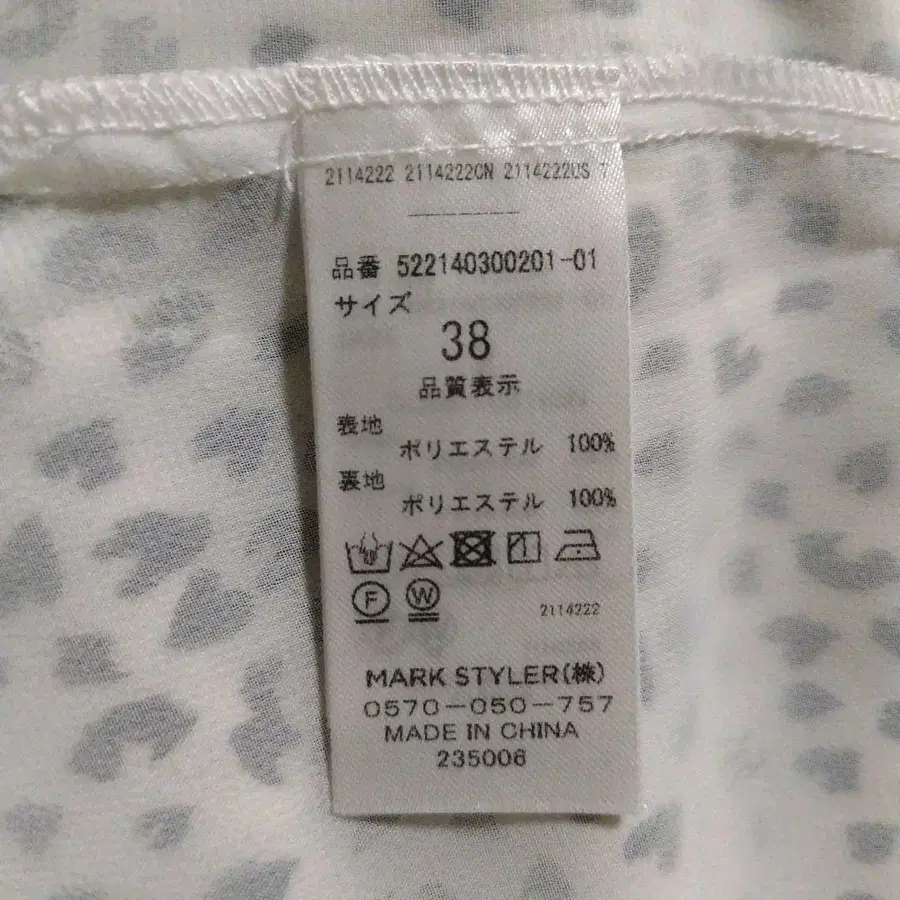 2114222 2114222CN 2114222US 7
品番 522140300201-01
サイズ
38
品質表示
表地
ポリエステル 100%
裏地
ポリエステル 100%
F W
2114222
MARK STYLER(株)
0570-050-757
MADE IN CHINA
235006